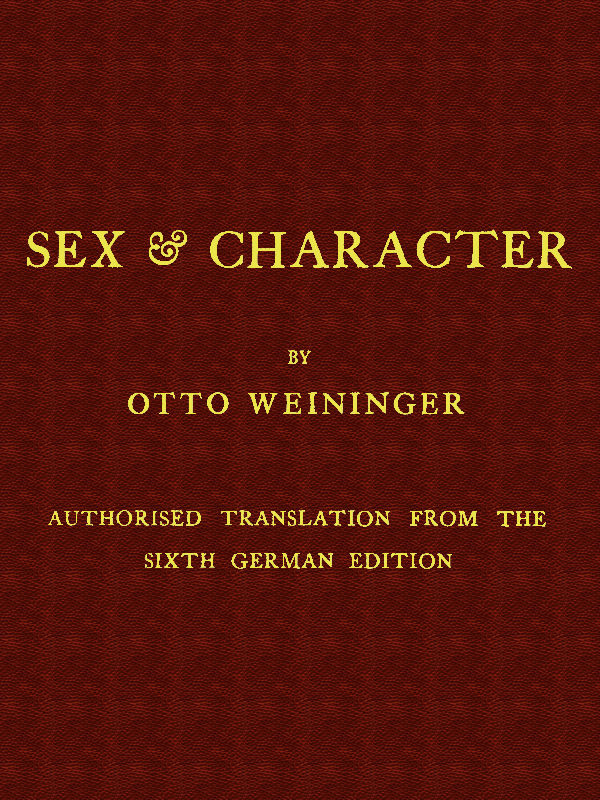 SEX & CHARACTER
BY
OTTO WEININGER
AUTHORISED TRANSLATION FROM THE
SIXTH GERMAN EDITION